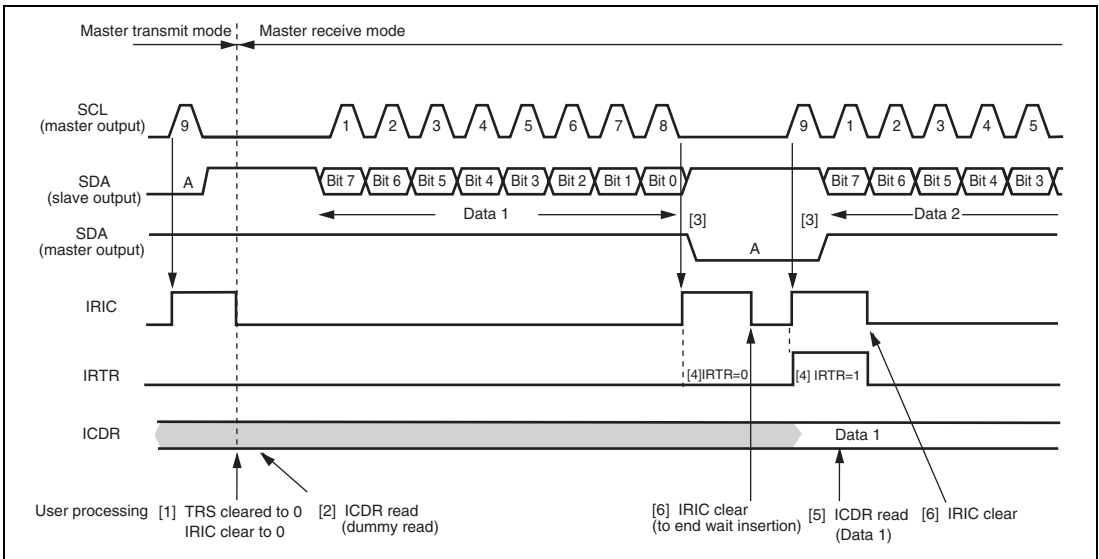 Master transmit mode
Master receive mode
SCL
(master output)
9
1
2
3
4
5
6
7
8
9
1
2
3
4
5
SDA
(slave output)
A
Bit 7
Bit 6
Bit 5
Bit 4
Bit 3
Bit 2
Bit 1
Bit 0
Bit 7
Bit 6
Bit 5
Bit 4
Bit 3
Data 1
[3]
[3]
Data 2
SDA
(master output)
A
IRIC
IRTR
[4]IRTR=0
[4] IRTR=1
ICDR
Data 1
User processing
[1] TRS cleared to 0
IRIC clear to 0
[2] ICDR read
(dummy read)
[6] IRIC clear
(to end wait insertion)
[5] ICDR read
(Data 1)
[6] IRIC clear